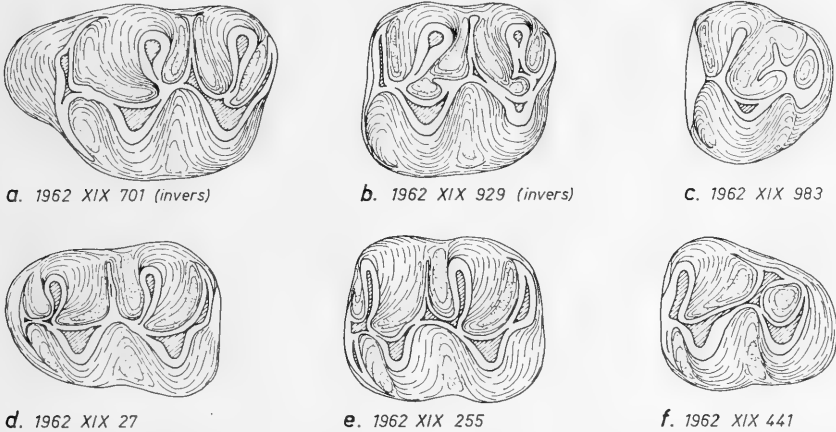 a. 1962 XIX 701 (invers)
b. 1962 XIX 929 (invers)
c. 1962 XIX 983
d. 1962 XIX 27
e. 1962 XIX 255
f. 1962 XIX 441